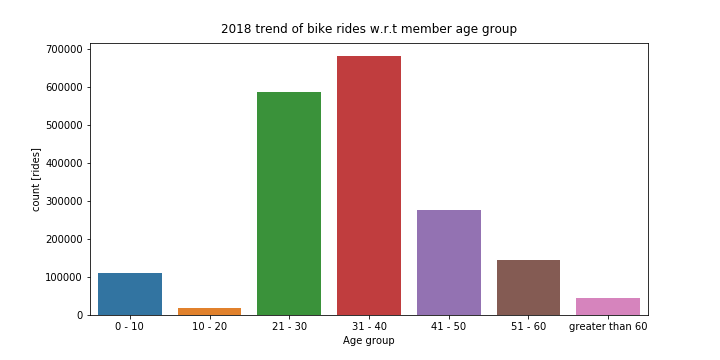 2018 trend of bike rides w.r.t member age group
700000
600000
500000
400000
300000
200000
100000
0
count [rides]
0 - 10
10 - 20
21 - 30
31 - 40
41 - 50
51 - 60
greater than 60
Age group